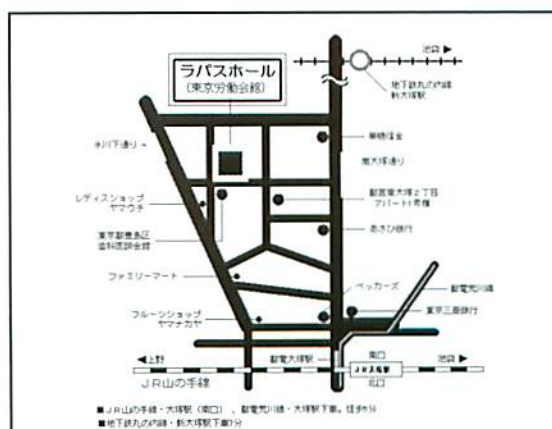 池袋 ▶
ラパスホール
(東京労働会館)
地下鉄丸の内線
新大塚駅
巣鴨信金
氷川下通り
南大塚通り
レディスショップ
ヤマウチ
都営南大塚2丁目
アパート1号棟
東京都豊島区
歯科医師会館
あさひ銀行
ファミリーマート
ベッカーズ
都電荒川線
フルーツショップ
ヤマナカヤ
東京三菱銀行
◀上野
都電大塚駅
南口
池袋 ▶
JR大塚駅
JR山の手線
北口
■JR山の手線・大塚駅(南口)、都電荒川線・大塚駅下車。徒歩5分
■地下鉄丸の内線・新大塚駅下車7分